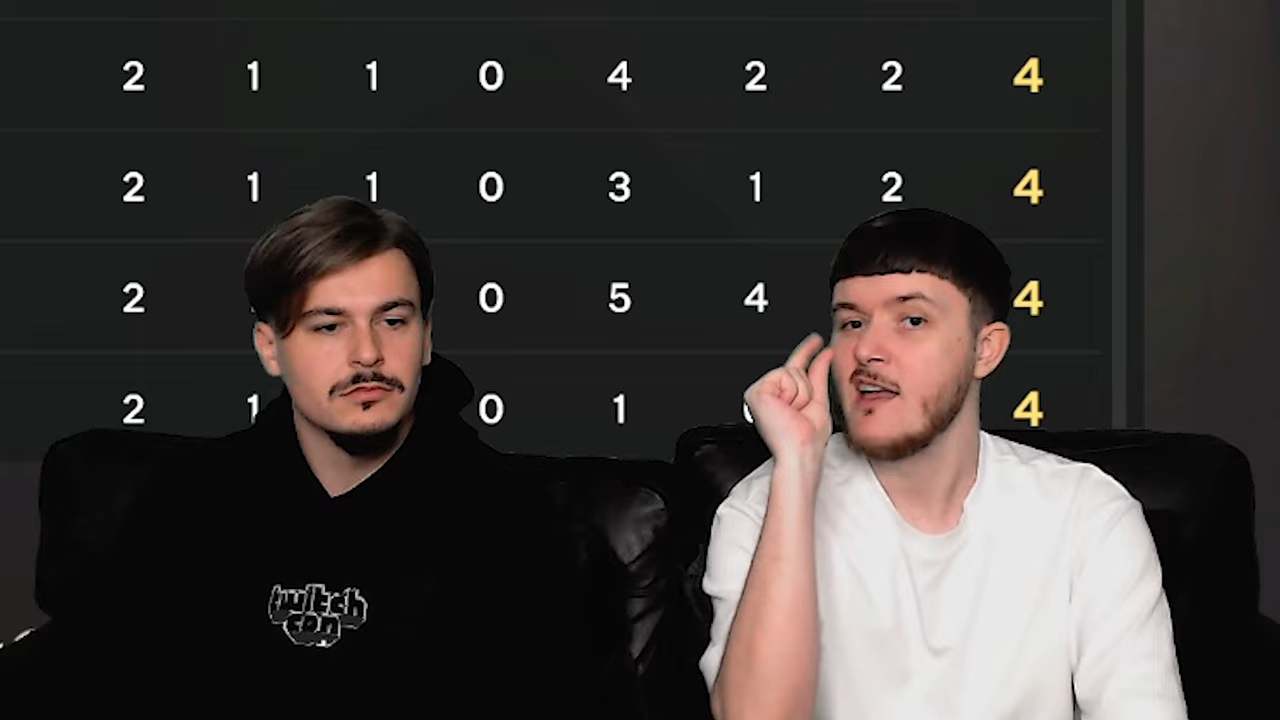 2 1 1 0 4 2 2 4
2 1 1 0 3 1 2 4
2 0 5 4 4
2 1 0 1 4
twitch
con